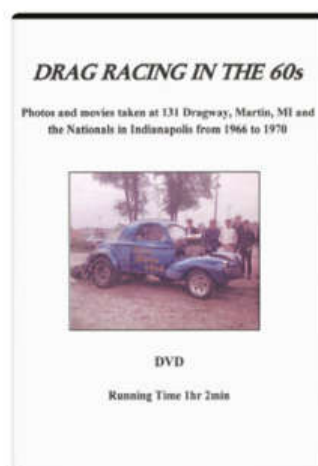 DRAG RACING IN THE 60s
Photos and movies taken at 131 Dragway, Martin, MI and
the Nationals in Indianapolis from 1966 to 1970
DVD
Running Time 1hr 2min